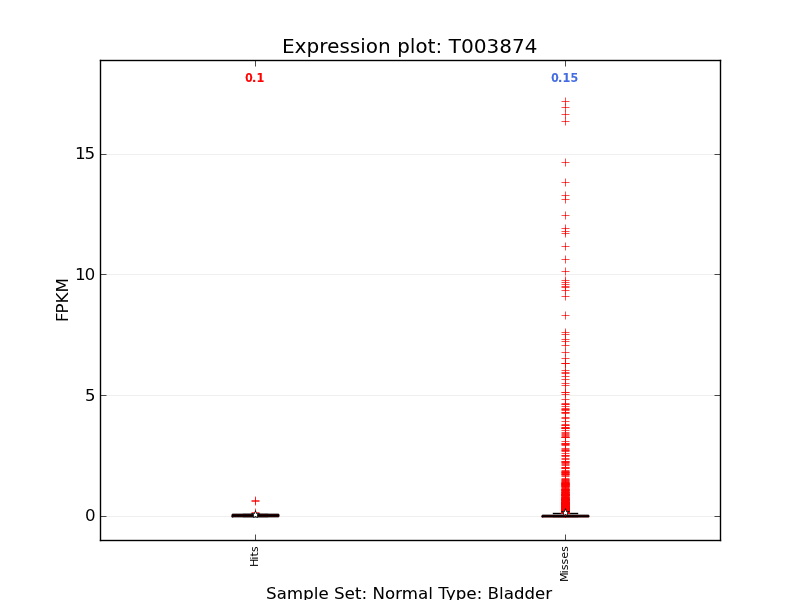 Expression plot: T003874
0.1
0.15
15
10
5
0
FPKM
Hits
Misses
Sample Set: Normal Type: Bladder